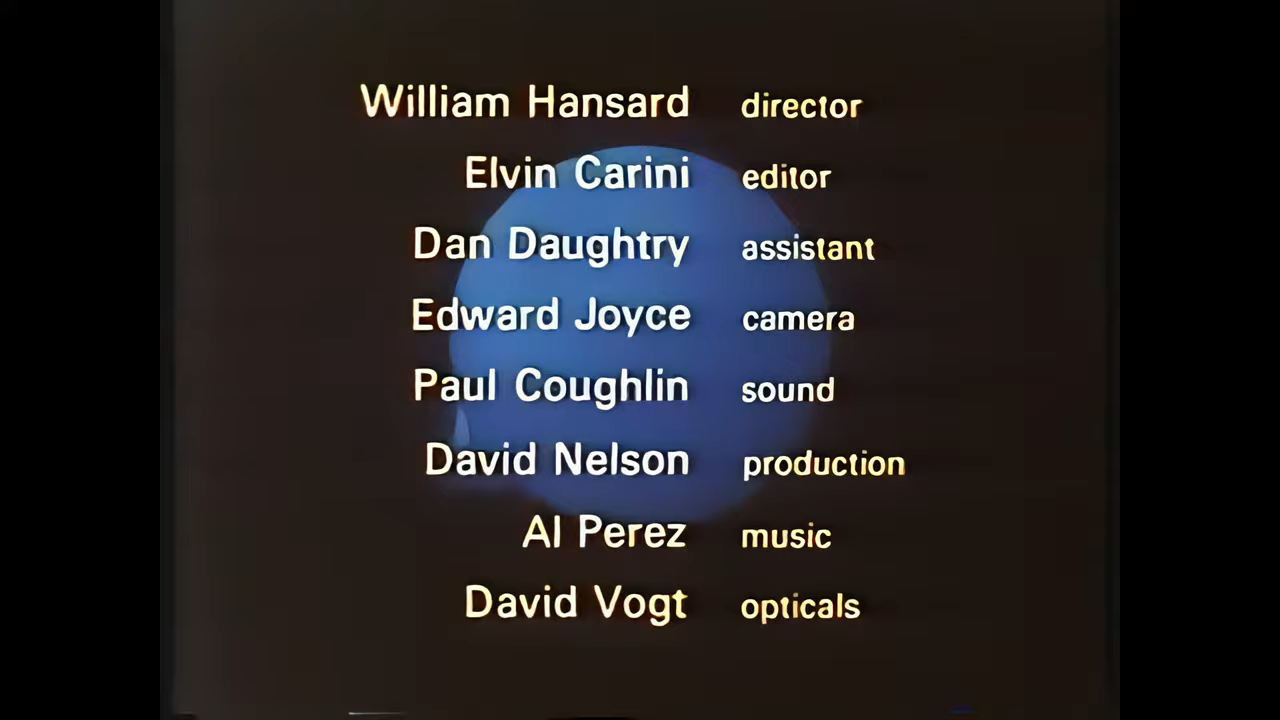 William Hansard director
Elvin Carini editor
Dan Daughtry assistant
Edward Joyce camera
Paul Coughlin sound
David Nelson production
Al Perez music
David Vogt opticals